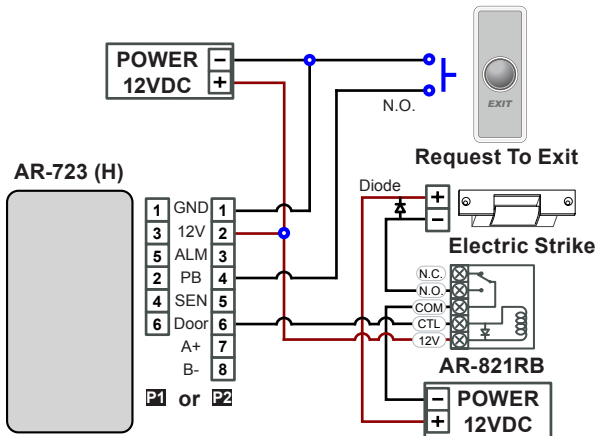 POWER −
12VDC +
N.O.
EXIT
Request To Exit
AR-723 (H)
Diode
+
−
Electric Strike
1 GND 1
3 12V 2
5 ALM 3
2 PB 4
4 SEN 5
6 Door 6
A+ 7
B- 8
P1 or P2
N.C.
N.O.
COM
CTL
12V
AR-821RB
− POWER
+ 12VDC